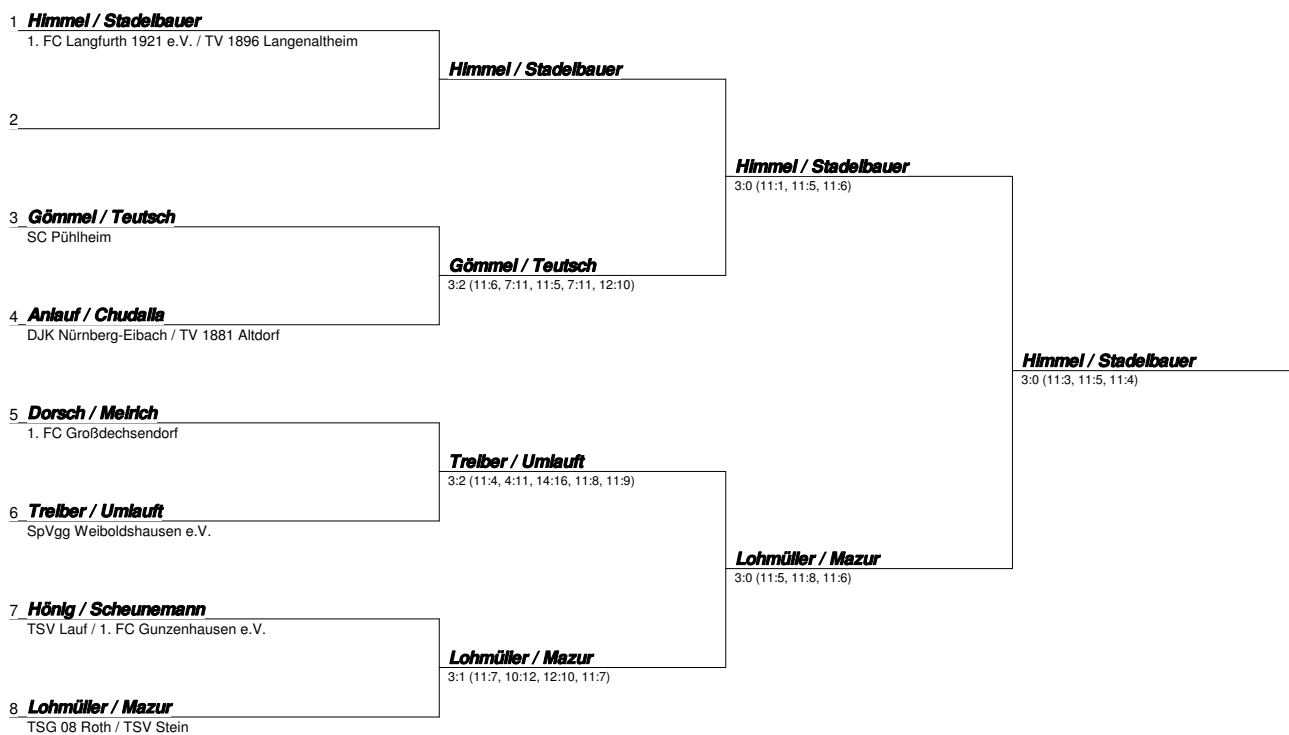 1 Himmel / Stadelbauer
1. FC Langfurth 1921 e.V. / TV 1896 Langenaltheim
Himmel / Stadelbauer
2
Himmel / Stadelbauer
3:0 (11:1, 11:5, 11:6)
3 Gömmel / Teutsch
SC Pühlheim
Gömmel / Teutsch
3:2 (11:6, 7:11, 11:5, 7:11, 12:10)
4 Anlauf / Chudalla
DJK Nürnberg-Eibach / TV 1881 Altdorf
Himmel / Stadelbauer
3:0 (11:3, 11:5, 11:4)
5 Dorsch / Meirich
1. FC Großdechsendorf
Treiber / Umlauft
3:2 (11:4, 4:11, 14:16, 11:8, 11:9)
6 Treiber / Umlauft
SpVgg Weiboldshausen e.V.
Lohmüller / Mazur
3:0 (11:5, 11:8, 11:6)
7 Hönig / Scheunemann
TSV Lauf / 1. FC Gunzenhausen e.V.
Lohmüller / Mazur
3:1 (11:7, 10:12, 12:10, 11:7)
8 Lohmüller / Mazur
TSG 08 Roth / TSV Stein